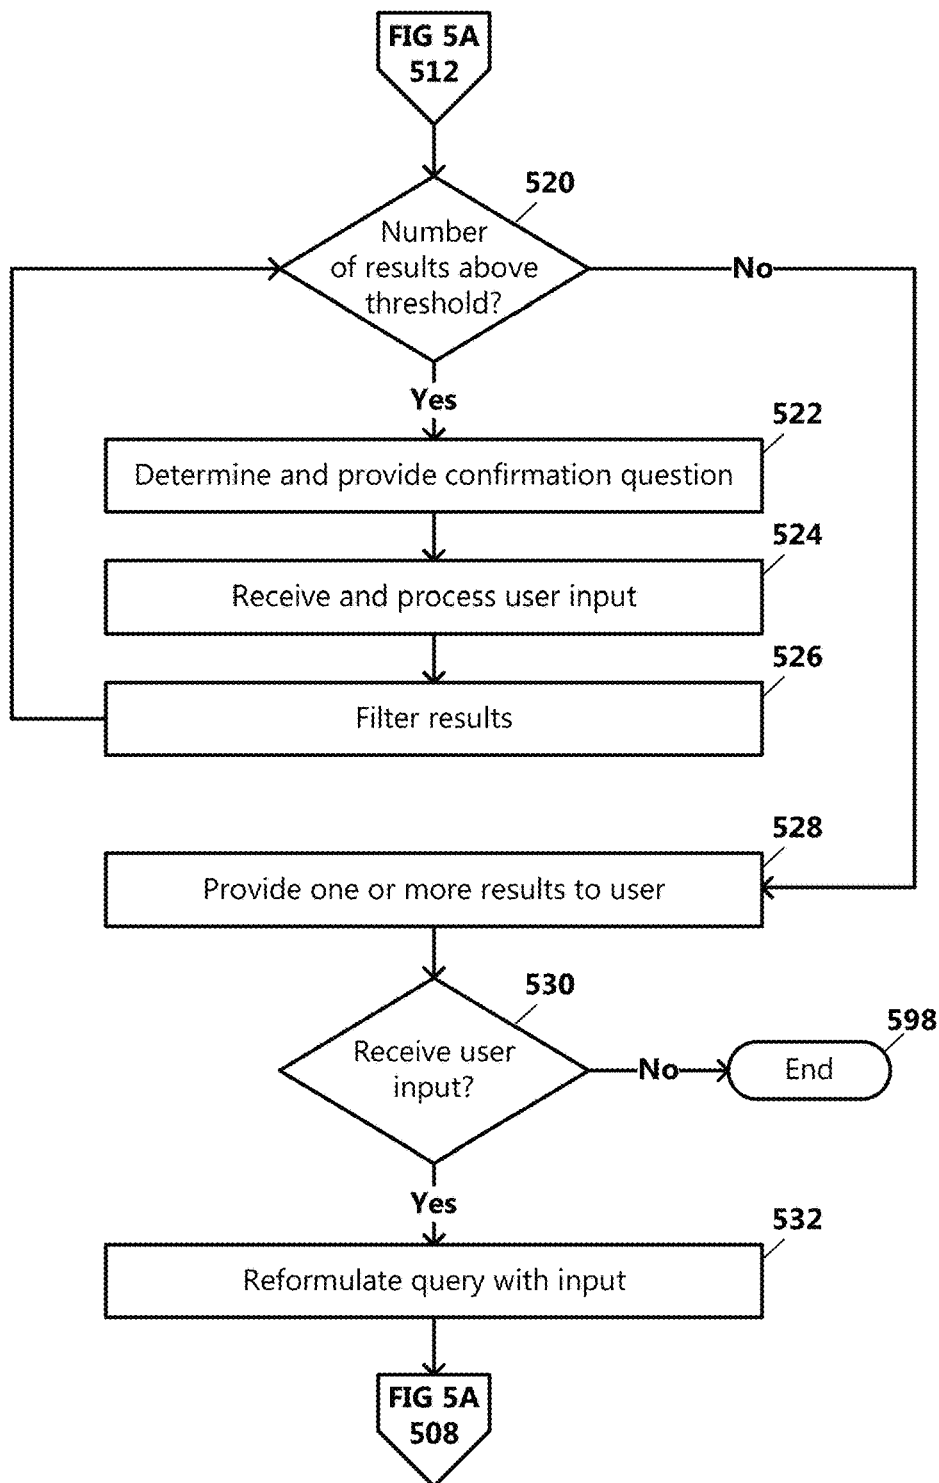 FIG 5A
512
520
Number
of results above
threshold?
No
Yes
522
Determine and provide confirmation question
524
Receive and process user input
526
Filter results
528
Provide one or more results to user
530
Receive user
input?
No
598
End
Yes
532
Reformulate query with input
FIG 5A
508